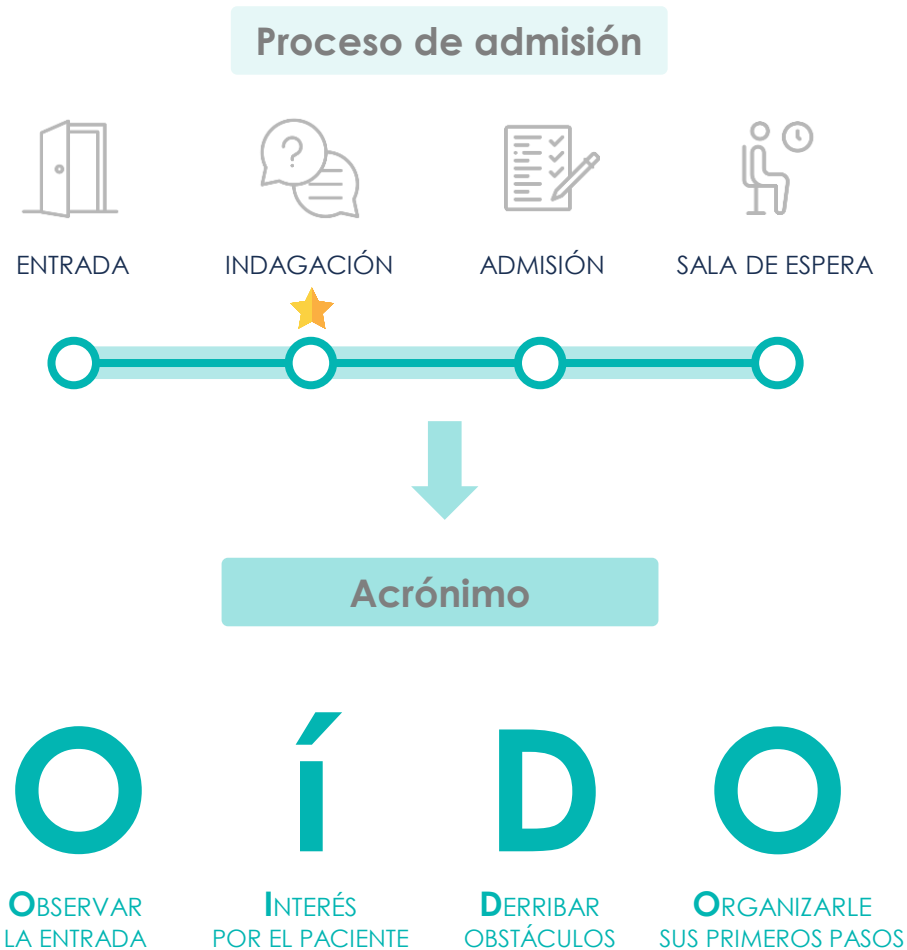 Proceso de admisión
?
ENTRADA
INDAGACIÓN
ADMISIÓN
SALA DE ESPERA
Acrónimo
O í D O
OBSERVAR
LA ENTRADA
INTERÉS
POR EL PACIENTE
DERRIBAR
OBSTÁCULOS
ORGANIZARLE
SUS PRIMEROS PASOS